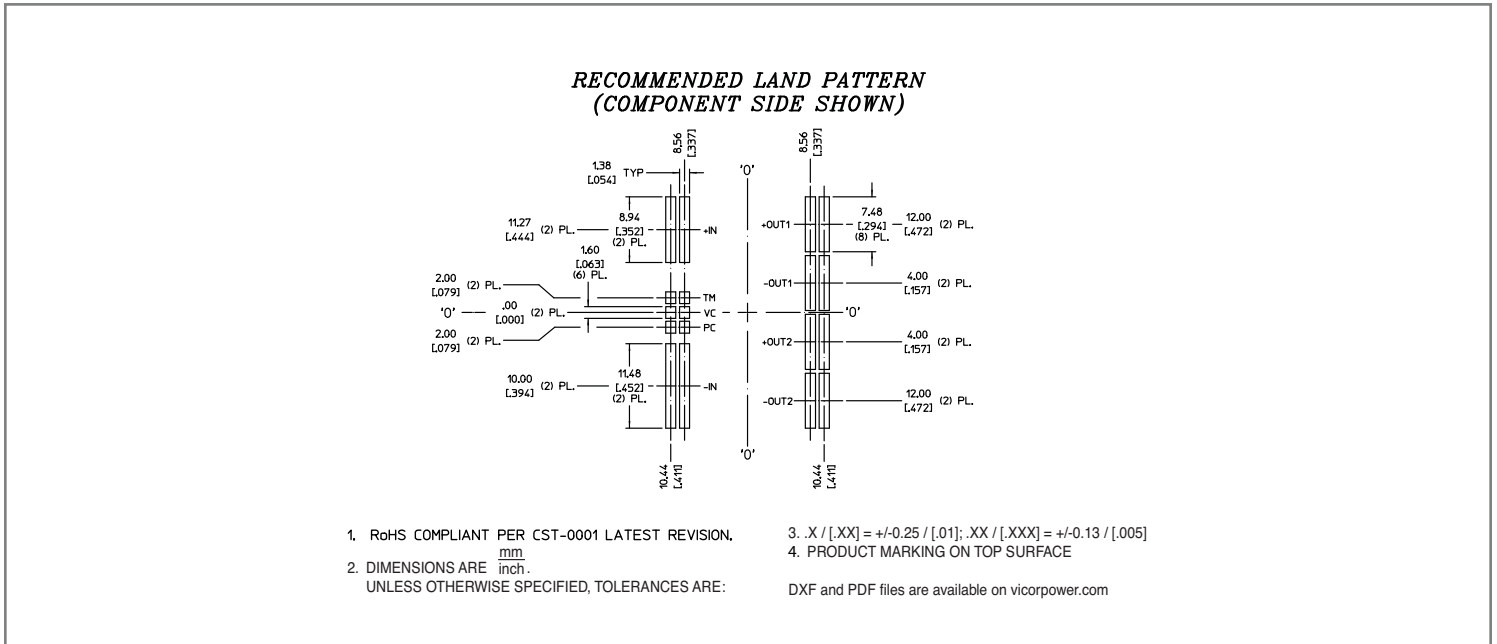 RECOMMENDED LAND PATTERN
(COMPONENT SIDE SHOWN)
8.56
[.337]
8.56
[.337]
1.38
[.054]
TYP
'0'
11.27
[.444]
(2) PL.
8.94
[.352]
(2) PL.
+IN
+OUT1
7.48
[.294]
(8) PL.
12.00
[.472]
(2) PL.
1.60
[.063]
(6) PL.
2.00
[.079]
(2) PL.
TM
-OUT1
4.00
[.157]
(2) PL.
'0'
.00
[.000]
(2) PL.
VC
'0'
2.00
[.079]
(2) PL.
PC
+OUT2
4.00
[.157]
(2) PL.
10.00
[.394]
(2) PL.
11.48
[.452]
(2) PL.
-IN
-OUT2
12.00
[.472]
(2) PL.
'0'
10.44
[.411]
10.44
[.411]
1. RoHS COMPLIANT PER CST-0001 LATEST REVISION.
2. DIMENSIONS ARE mm
inch.
UNLESS OTHERWISE SPECIFIED, TOLERANCES ARE:
3. .X / [.XX] = +/-0.25 / [.01]; .XX / [.XXX] = +/-0.13 / [.005]
4. PRODUCT MARKING ON TOP SURFACE
DXF and PDF files are available on vicorpower.com